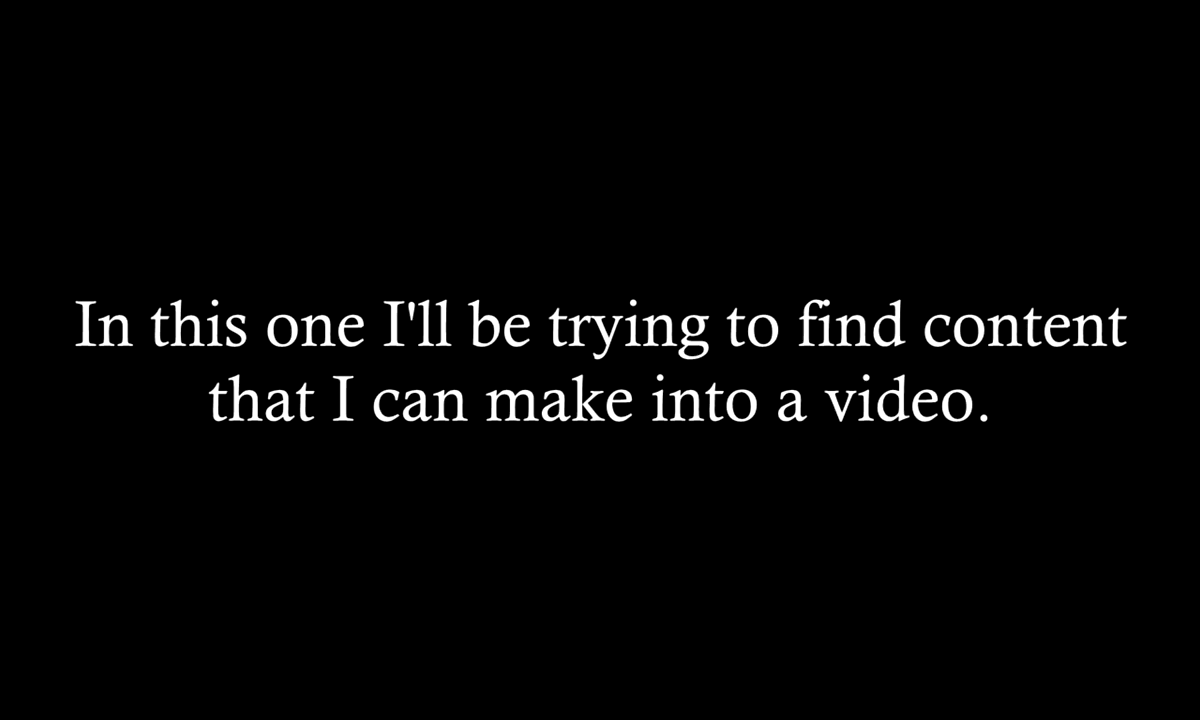 In this one I'll be trying to find content
that I can make into a video.